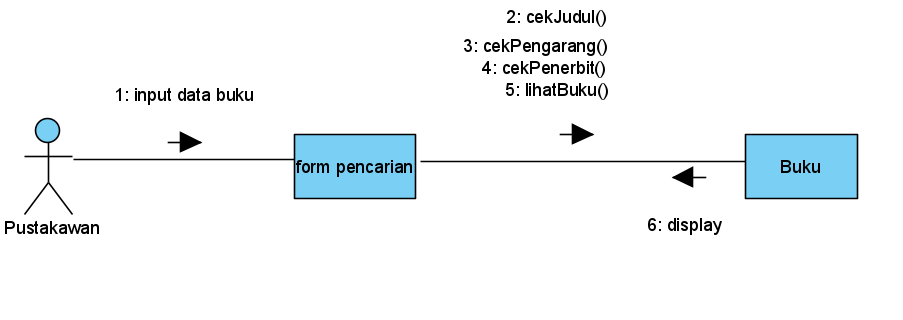 2: cekJudul()
3: cekPengarang()
4: cekPenerbit()
5: lihatBuku()
1: input data buku
form pencarian
Buku
Pustakawan
6: display